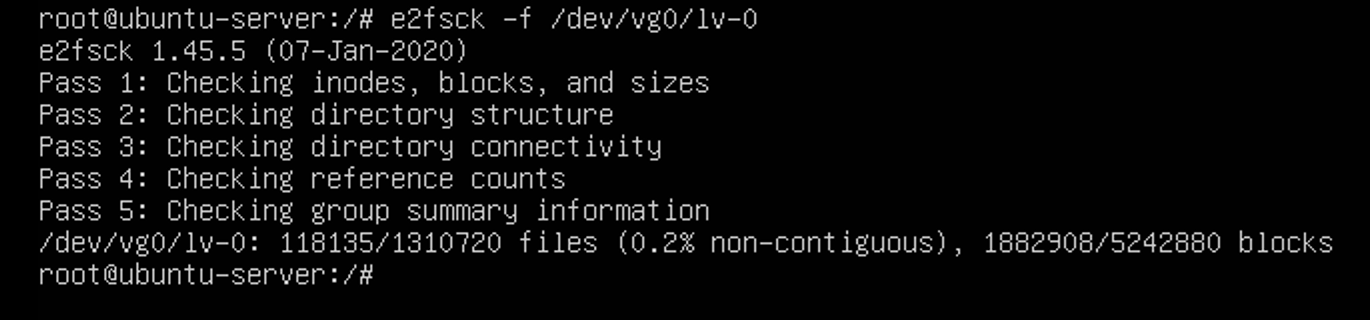 root@ubuntu-server:/# e2fsck -f /dev/vg0/lv-0
e2fsck 1.45.5 (07-Jan-2020)
Pass 1: Checking inodes, blocks, and sizes
Pass 2: Checking directory structure
Pass 3: Checking directory connectivity
Pass 4: Checking reference counts
Pass 5: Checking group summary information
/dev/vg0/lv-0: 118135/1310720 files (0.2% non-contiguous), 1882908/5242880 blocks
root@ubuntu-server:/#